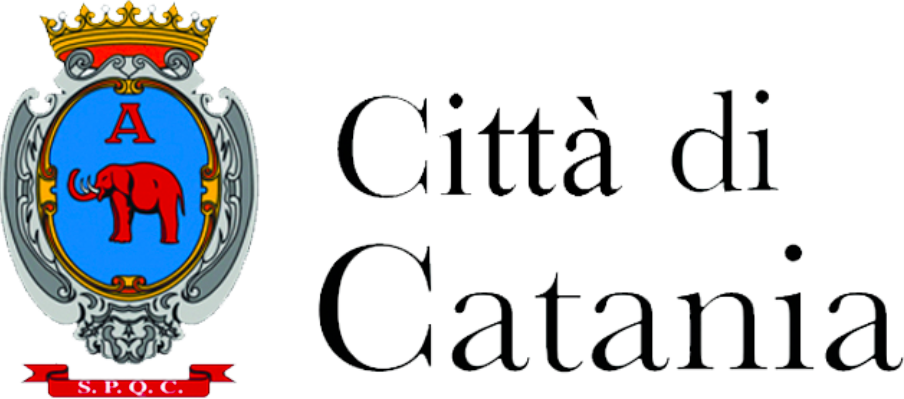 A
S. P. Q. C.
Città di
Catania